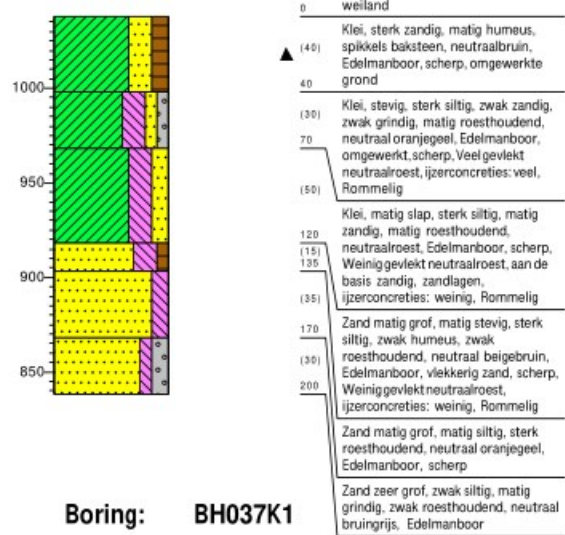 1000
950
900
850
0
weiland
(40)
Klei, sterk zandig, matig humeus,
spikkels baksteen, neutraalbruin,
Edelmanboor, scherp, omgewerkte
grond
40
(30)
Klei, stevig, sterk siltig, zwak zandig,
zwak grindig, matig roesthoudend,
neutraal oranjegeel, Edelmanboor,
omgewerkt, scherp, Veel gevlekt
neutraalroest, ijzerconcreties: veel,
Rommelig
70
(50)
Klei, matig slap, sterk siltig, matig
zandig, matig roesthoudend,
neutraalroest, Edelmanboor, scherp,
Weinig gevlekt neutraalroest, aan de
basis zandig, zandlagen,
ijzerconcreties: weinig, Rommelig
120
(15)
Zand matig grof, matig stevig, sterk
siltig, zwak humeus, zwak
roesthoudend, neutraal beigebruin,
Edelmanboor, vlekkerig zand, scherp,
Weinig gevlekt neutraalroest,
ijzerconcreties: weinig, Rommelig
135
(35)
Zand matig grof, matig siltig, sterk
roesthoudend, neutraal oranjegeel,
Edelmanboor, scherp
170
(30)
Zand zeer grof, zwak siltig, matig
grindig, zwak roesthoudend, neutraal
bruingrijs, Edelmanboor
200
Boring: BH037K1